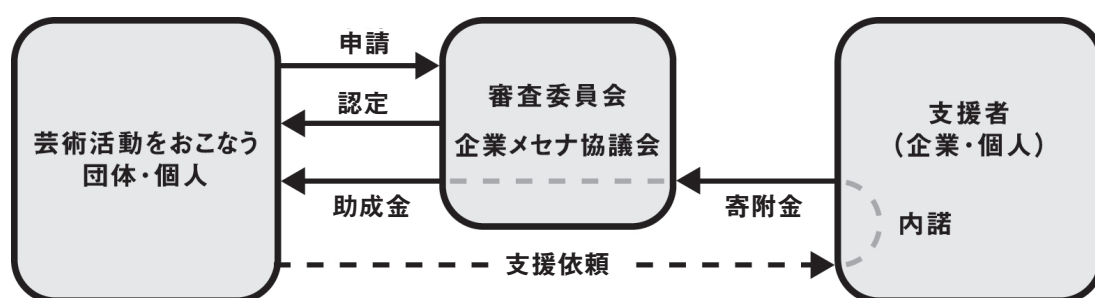 芸術活動をおこなう
団体・個人
申請
認定
助成金
審査委員会
企業メセナ協議会
寄附金
支援者
（企業・個人）
内諾
支援依頼